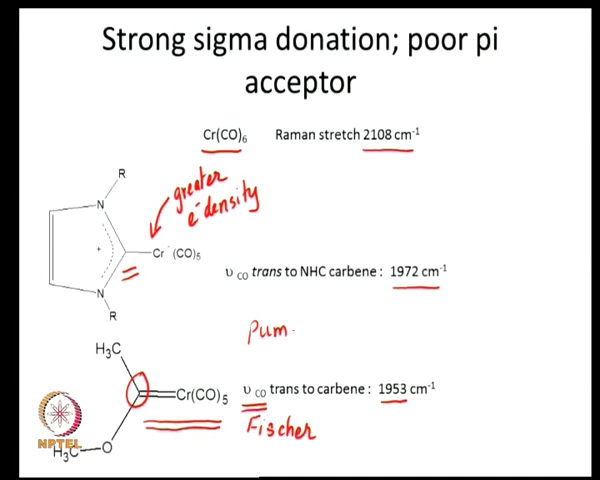 Strong sigma donation; poor pi
acceptor
Cr(CO)₆ Raman stretch 2108 cm⁻¹
R
greater
e⁻ density
N
+
Cr⁻(CO)₅
υ CO trans to NHC carbene : 1972 cm⁻¹
N
R
Pum-
H₃C
Cr(CO)₅ υ CO trans to carbene : 1953 cm⁻¹
Fischer
NPTEL
H₃C—O